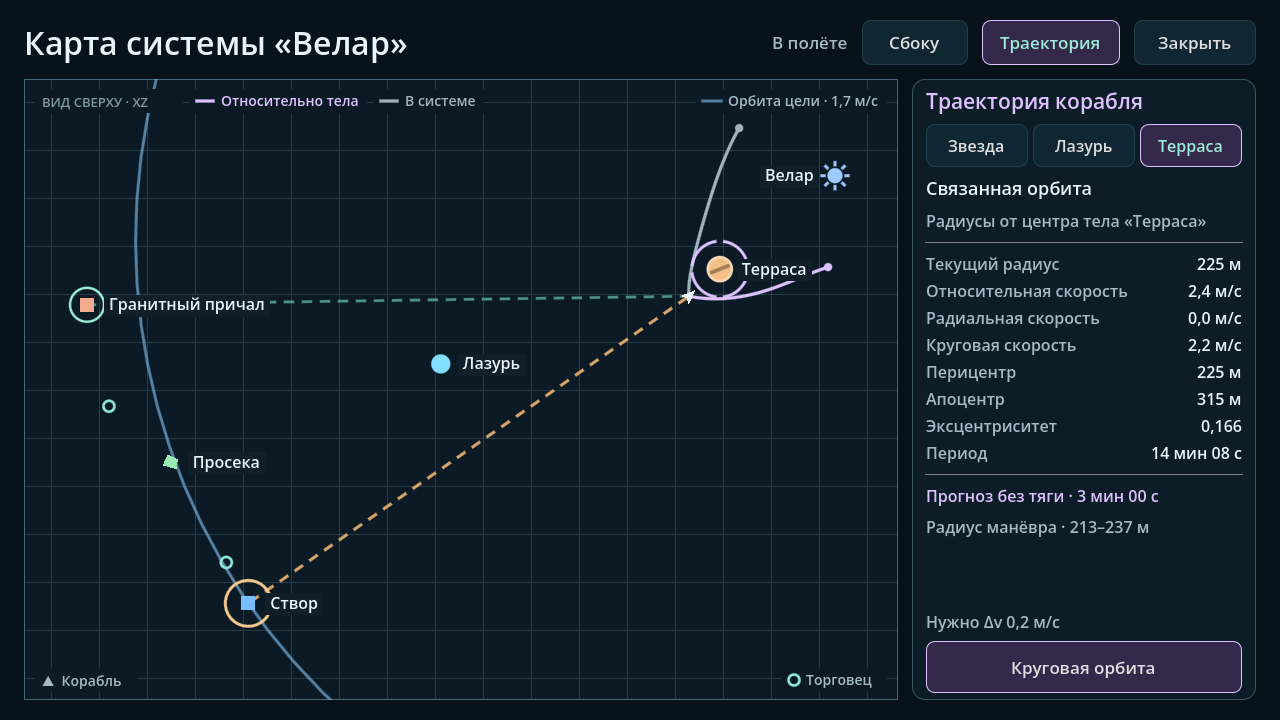 Карта системы «Велар»
В полёте
Сбоку
Траектория
Закрыть
ВИД СВЕРХУ · XZ
Относительно тела
В системе
Орбита цели · 1,7 м/с
Велар
Терраса
Гранитный причал
Лазурь
Просека
Створ
Корабль
Торговец
Траектория корабля
Звезда
Лазурь
Терраса
Связанная орбита
Радиусы от центра тела «Терраса»
Текущий радиус 225 м
Относительная скорость 2,4 м/с
Радиальная скорость 0,0 м/с
Круговая скорость 2,2 м/с
Перицентр 225 м
Апоцентр 315 м
Эксцентриситет 0,166
Период 14 мин 08 с
Прогноз без тяги · 3 мин 00 с
Радиус манёвра · 213–237 м
Нужно Δv 0,2 м/с
Круговая орбита